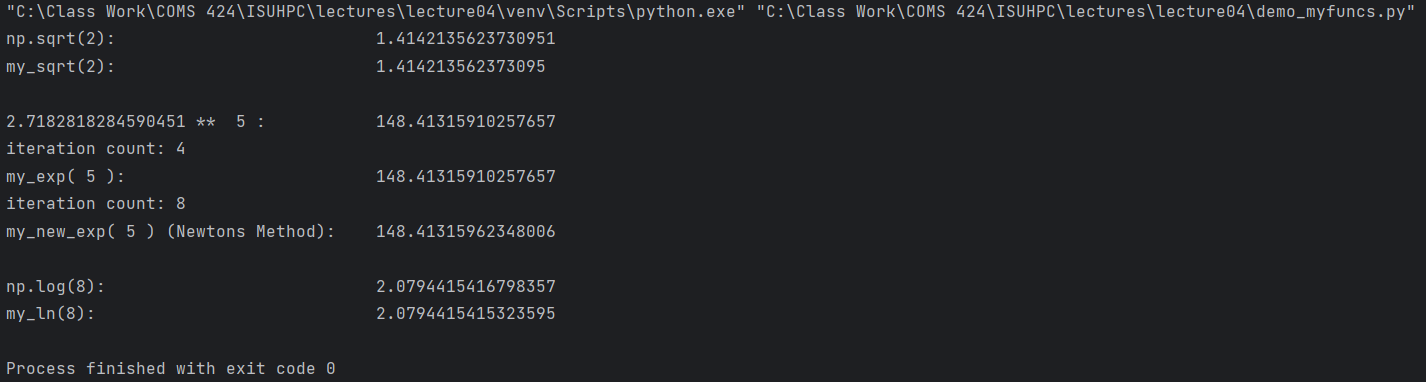 "C:\Class Work\COMS 424\ISUHPC\lectures\lecture04\venv\Scripts\python.exe" "C:\Class Work\COMS 424\ISUHPC\lectures\lecture04\demo_myfuncs.py"
np.sqrt(2):                          1.4142135623730951
my_sqrt(2):                          1.414213562373095
2.7182818284590451 **  5 :           148.41315910257657
iteration count: 4
my_exp( 5 ):                         148.41315910257657
iteration count: 8
my_new_exp( 5 ) (Newtons Method):    148.41315962348006
np.log(8):                           2.0794415416798357
my_ln(8):                            2.0794415415323595
Process finished with exit code 0